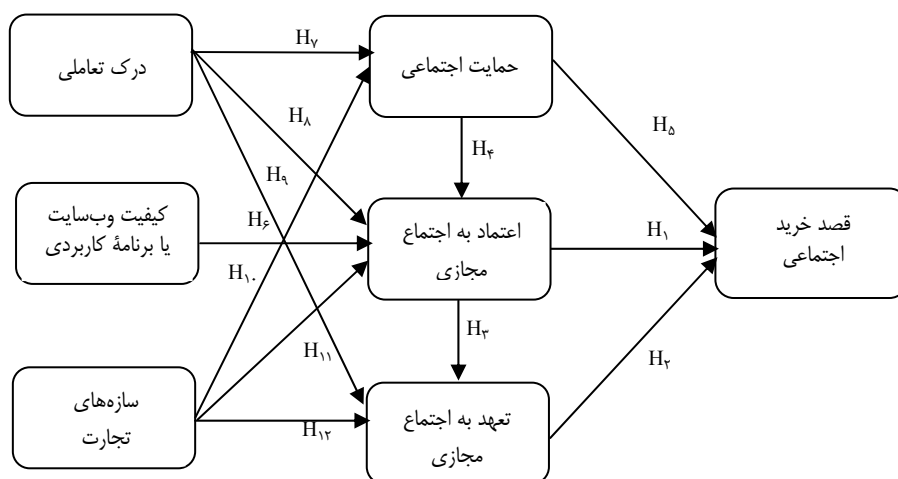 درک تعاملی
H۷
حمایت اجتماعی
H۸
H۵
H۴
H۹
کیفیت وب‌سایت
یا برنامهٔ کاربردی
H۶
اعتماد به اجتماع
مجازی
H۱
قصد خرید
اجتماعی
H۱۰
H۳
H۱۱
H۲
سازه‌های
تجارت
H۱۲
تعهد به اجتماع
مجازی